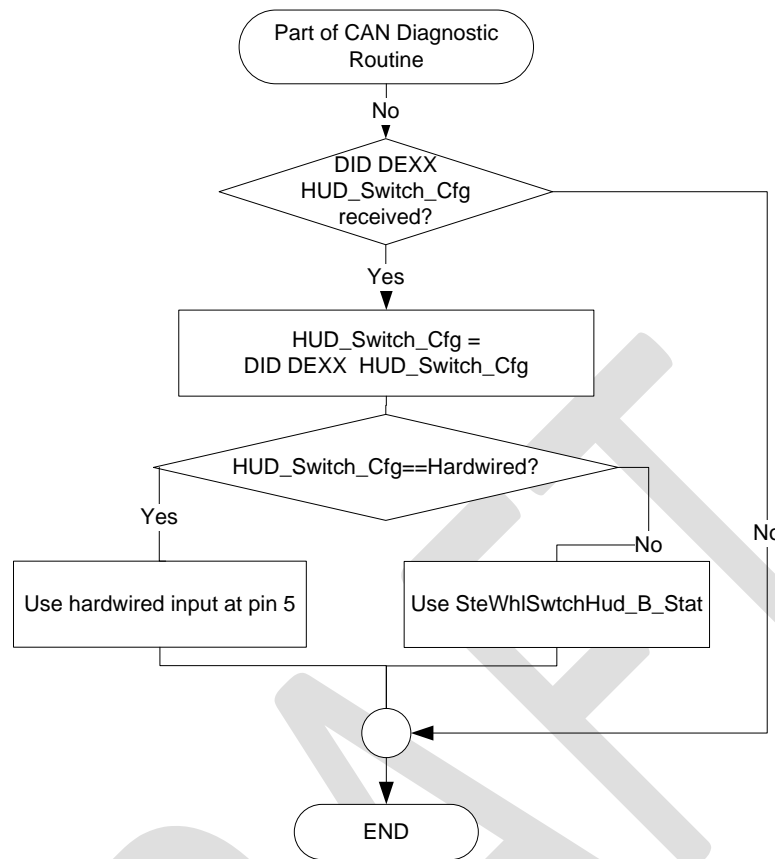 Part of CAN Diagnostic
Routine
No
DID DEXX
HUD_Switch_Cfg
received?
Yes
HUD_Switch_Cfg =
DID DEXX  HUD_Switch_Cfg
HUD_Switch_Cfg==Hardwired?
Yes
No
No
Use hardwired input at pin 5
Use SteWhlSwtchHud_B_Stat
END